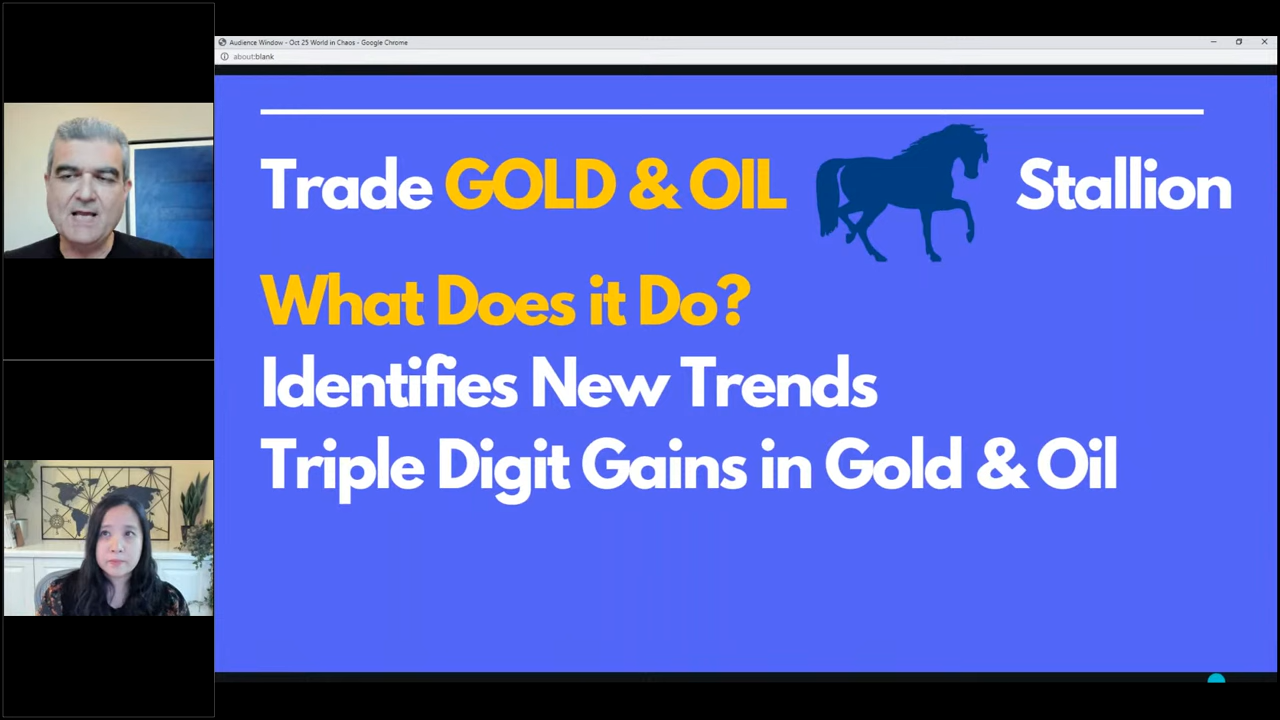 Audience Window - Oct 25 World in Chaos - Google Chrome
about:blank
Trade GOLD & OIL Stallion
What Does it Do?
Identifies New Trends
Triple Digit Gains in Gold & Oil